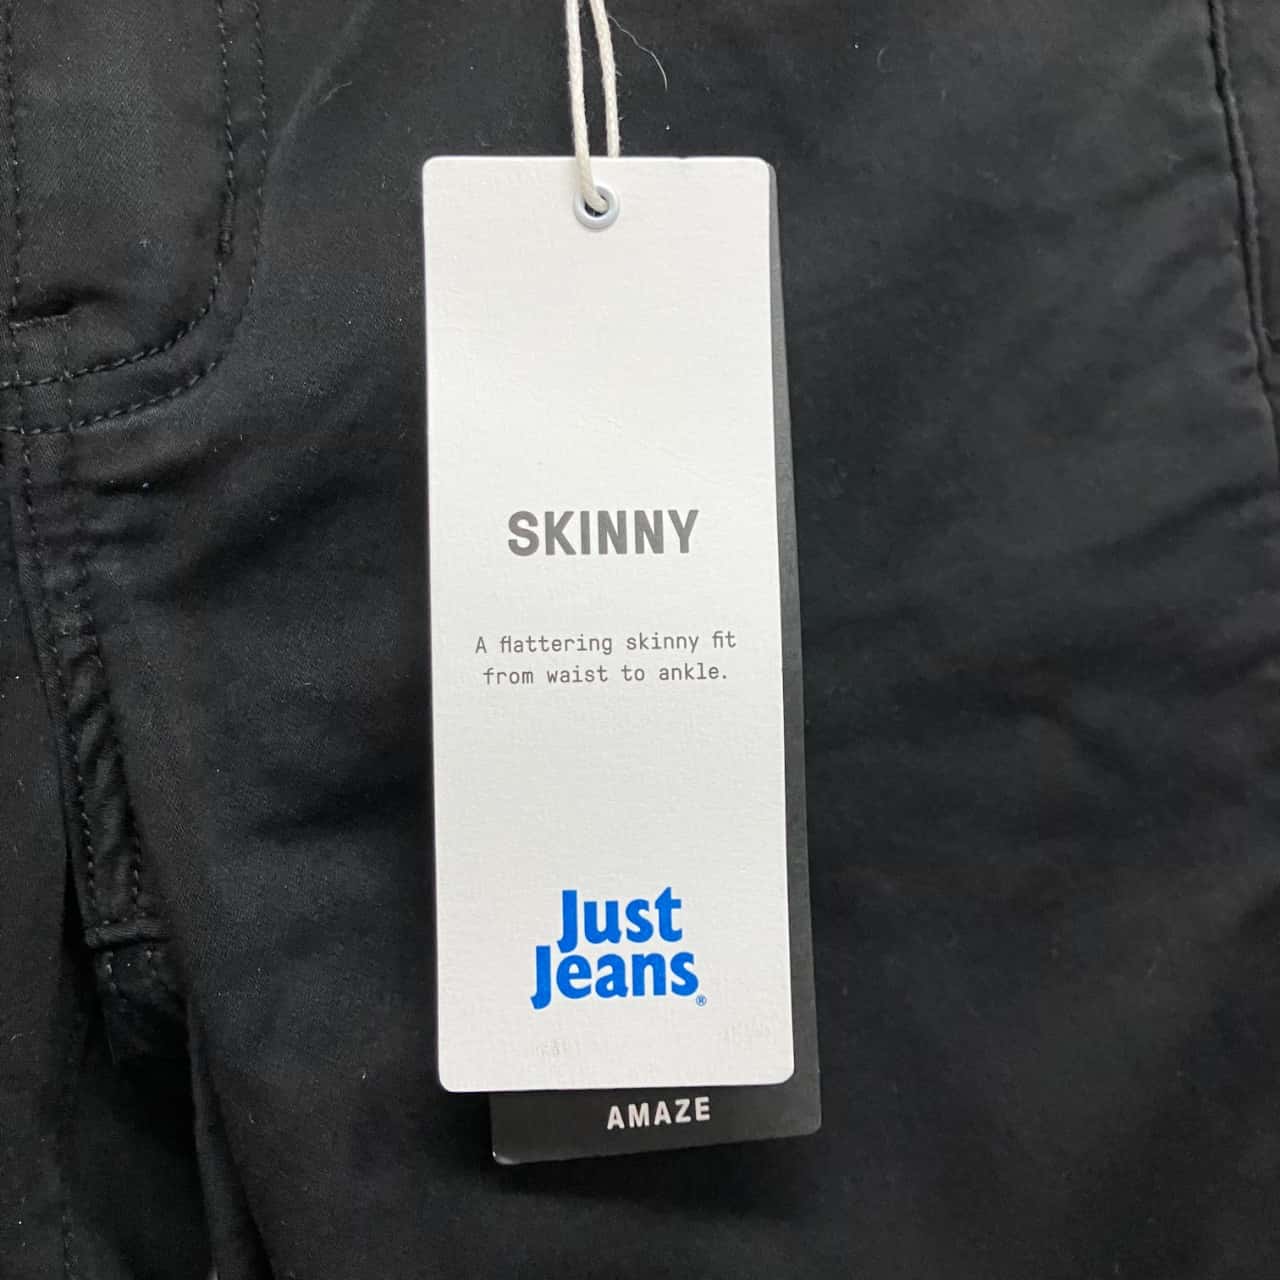 SKINNY
A flattering skinny fit
from waist to ankle.
Just
Jeans®
AMAZE